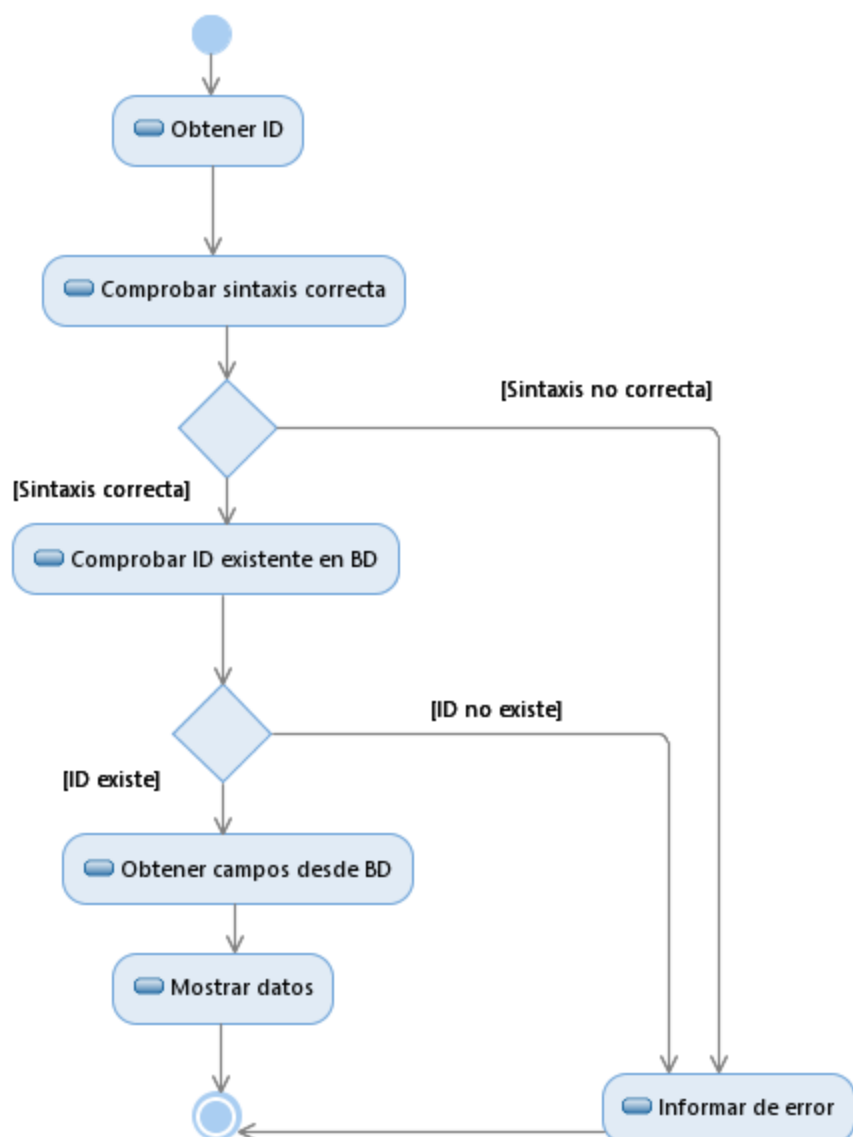 Obtener ID
Comprobar sintaxis correcta
[Sintaxis no correcta]
[Sintaxis correcta]
Comprobar ID existente en BD
[ID no existe]
[ID existe]
Obtener campos desde BD
Mostrar datos
Informar de error